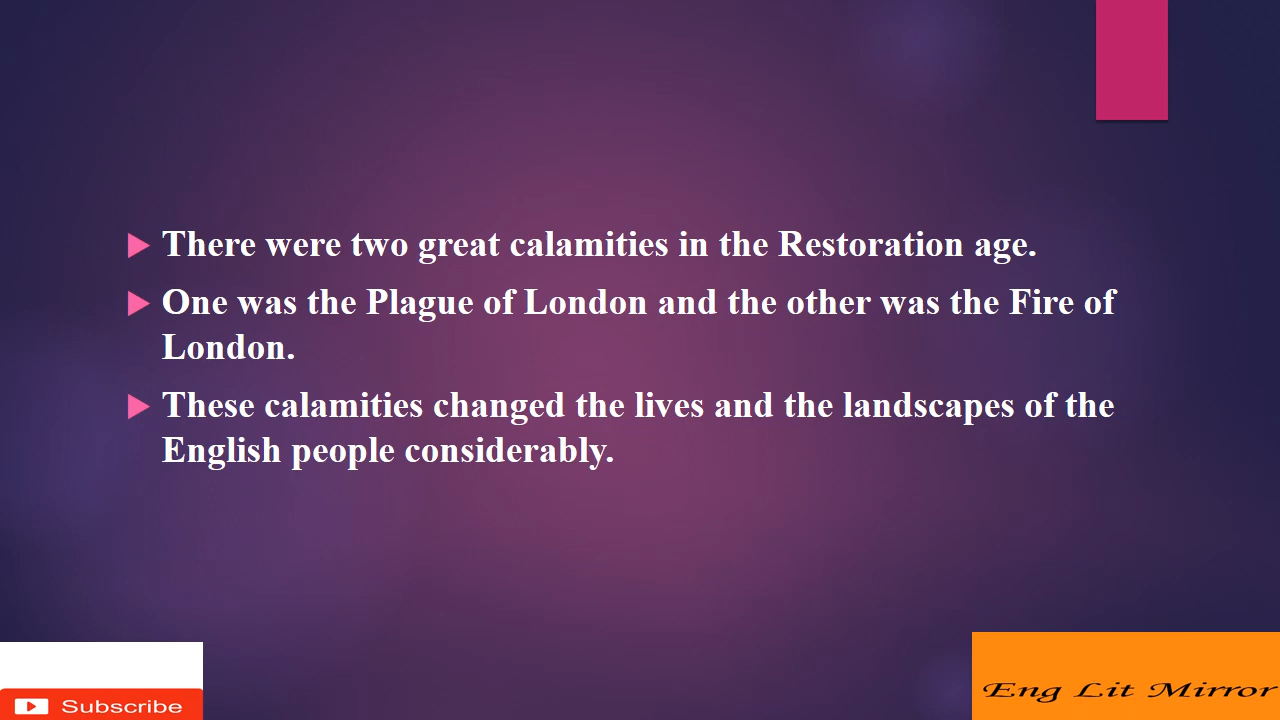 There were two great calamities in the Restoration age.
One was the Plague of London and the other was the Fire of
London.
These calamities changed the lives and the landscapes of the
English people considerably.
Subscribe
Eng Lit Mirror